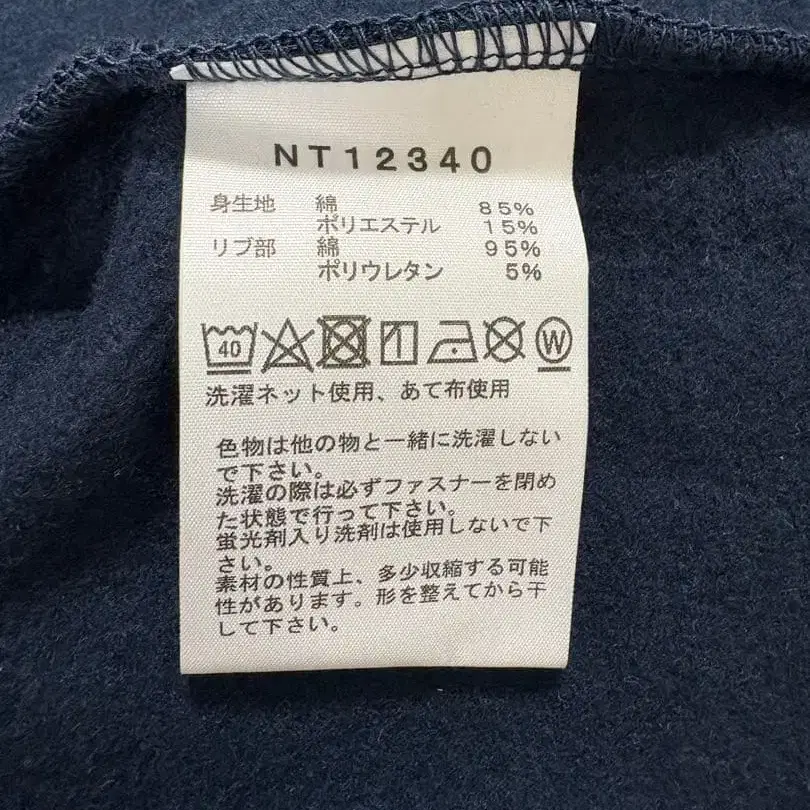 NT12340
身生地 綿 85%
ポリエステル 15%
リブ部 綿 95%
ポリウレタン 5%
40 W
洗濯ネット使用、あて布使用
色物は他の物と一緒に洗濯しない
で下さい。
洗濯の際は必ずファスナーを閉め
た状態で行って下さい。
蛍光剤入り洗剤は使用しないで下
さい。
素材の性質上、多少収縮する可能
性があります。形を整えてから干
して下さい。